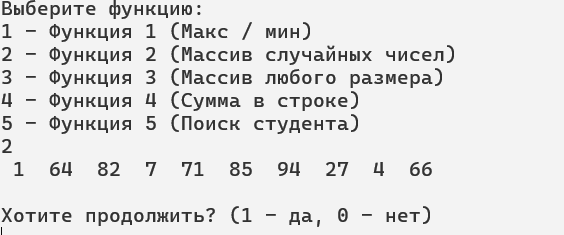 Выберите функцию:
1 - Функция 1 (Макс / мин)
2 - Функция 2 (Массив случайных чисел)
3 - Функция 3 (Массив любого размера)
4 - Функция 4 (Сумма в строке)
5 - Функция 5 (Поиск студента)
2
1 64 82 7 71 85 94 27 4 66
Хотите продолжить? (1 - да, 0 - нет)